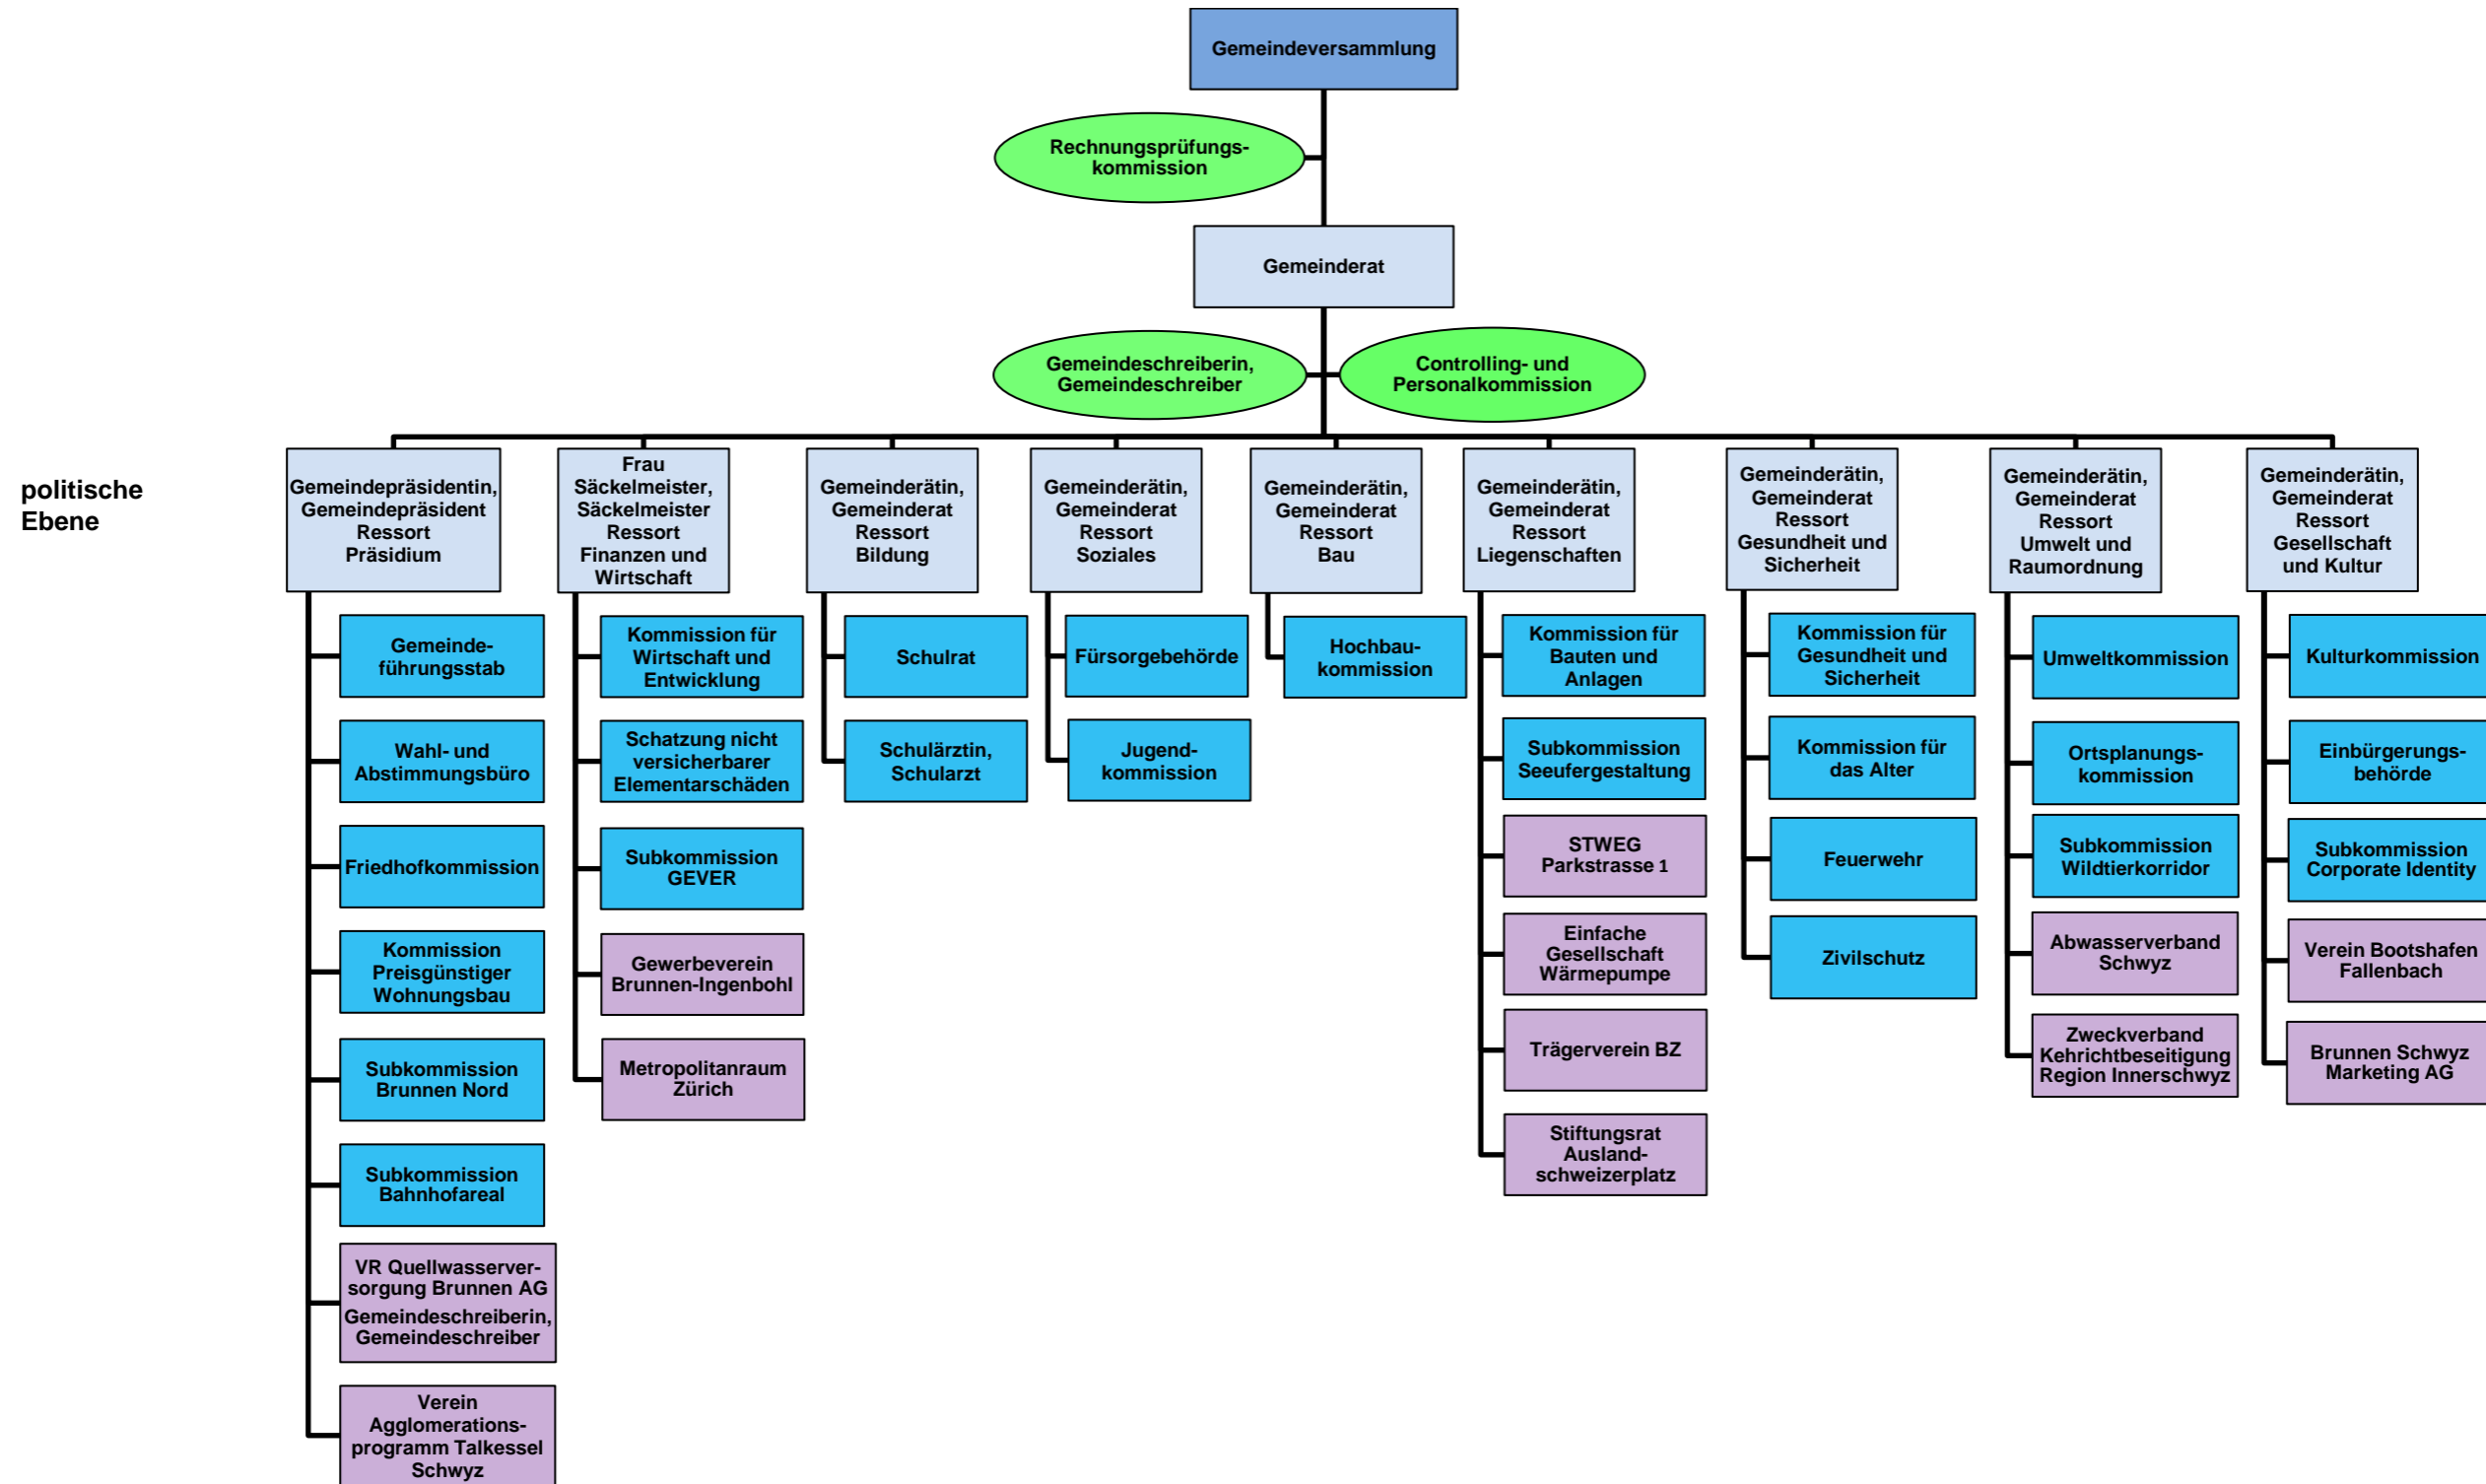 Gemeindeversammlung
Rechnungsprüfungs-
kommission
Gemeinderat
Gemeindeschreiberin,
Gemeindeschreiber
Controlling- und
Personalkommission
politische
Ebene
Gemeindepräsidentin,
Gemeindepräsident
Ressort
Präsidium
Frau
Säckelmeister,
Säckelmeister
Ressort
Finanzen und
Wirtschaft
Gemeinderätin,
Gemeinderat
Ressort
Bildung
Gemeinderätin,
Gemeinderat
Ressort
Soziales
Gemeinderätin,
Gemeinderat
Ressort
Bau
Gemeinderätin,
Gemeinderat
Ressort
Liegenschaften
Gemeinderätin,
Gemeinderat
Ressort
Gesundheit und
Sicherheit
Gemeinderätin,
Gemeinderat
Ressort
Umwelt und
Raumordnung
Gemeinderätin,
Gemeinderat
Ressort
Gesellschaft
und Kultur
Gemeinde-
führungsstab
Wahl- und
Abstimmungsbüro
Friedhofkommission
Kommission
Preisgünstiger
Wohnungsbau
Subkommission
Brunnen Nord
Subkommission
Bahnhofareal
VR Quellwasserver-
sorgung Brunnen AG
Gemeindeschreiberin,
Gemeindeschreiber
Verein
Agglomerations-
programm Talkessel
Schwyz
Kommission für
Wirtschaft und
Entwicklung
Schatzung nicht
versicherbarer
Elementarschäden
Subkommission
GEVER
Gewerbeverein
Brunnen-Ingenbohl
Metropolitanraum
Zürich
Schulrat
Schulärztin,
Schularzt
Fürsorgebehörde
Jugend-
kommission
Hochbau-
kommission
Kommission für
Bauten und
Anlagen
Subkommission
Seeufergestaltung
STWEG
Parkstrasse 1
Einfache
Gesellschaft
Wärmepumpe
Trägerverein BZ
Stiftungsrat
Ausland-
schweizerplatz
Kommission für
Gesundheit und
Sicherheit
Kommission für
das Alter
Feuerwehr
Zivilschutz
Umweltkommission
Ortsplanungs-
kommission
Subkommission
Wildtierkorridor
Abwasserverband
Schwyz
Zweckverband
Kehrichtbeseitigung
Region Innerschwyz
Kulturkommission
Einbürgerungs-
behörde
Subkommission
Corporate Identity
Verein Bootshafen
Fallenbach
Brunnen Schwyz
Marketing AG